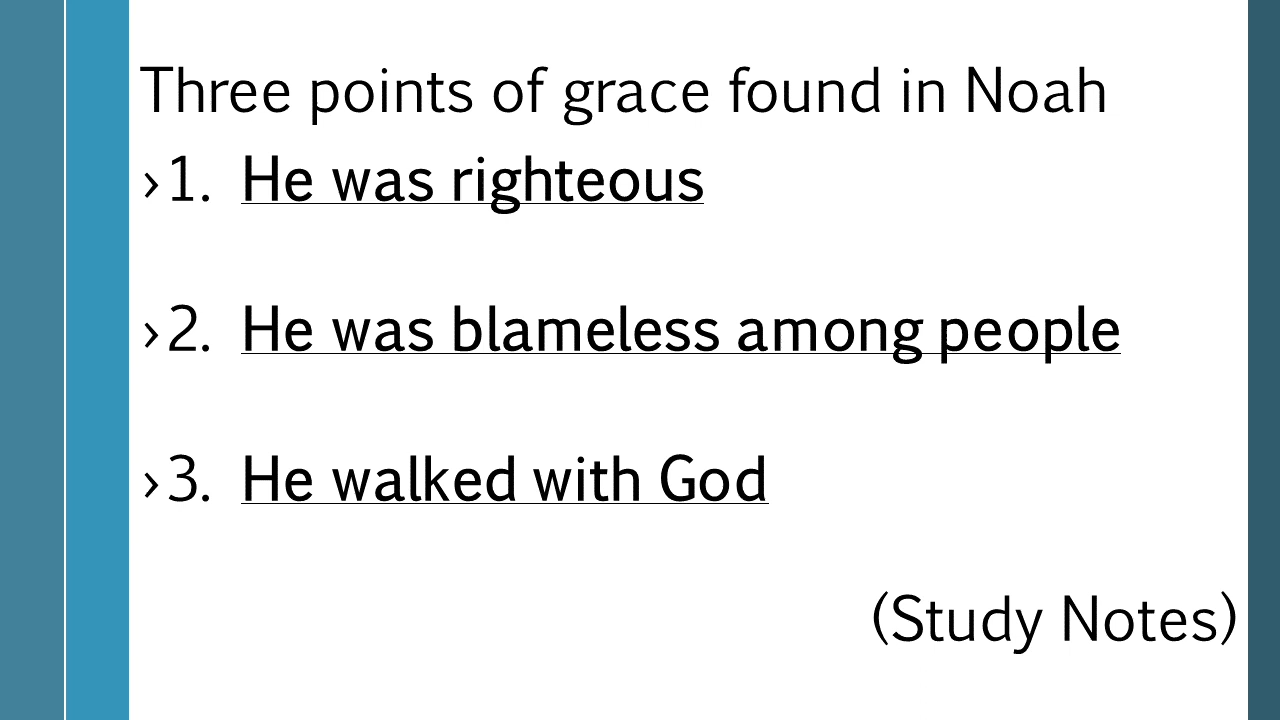 Three points of grace found in Noah
›1. He was righteous
›2. He was blameless among people
›3. He walked with God
(Study Notes)